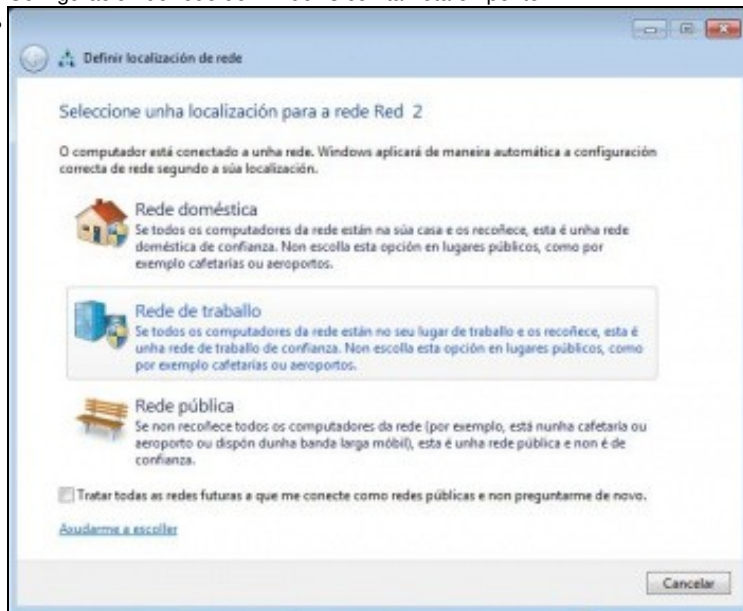 Definir localización de rede
Seleccione unha localización para a rede Red 2
O computador está conectado a unha rede. Windows aplicará de maneira automática a configuración
correcta de rede segundo a súa localización.
Rede doméstica
Se todos os computadores da rede están na súa casa e os recoñece, esta é unha rede
doméstica de confianza. Non escolla esta opción en lugares públicos, como por
exemplo cafetarías ou aeroportos.
Rede de traballo
Se todos os computadores da rede están no seu lugar de traballo e os recoñece, esta é
unha rede de traballo de confianza. Non escolla esta opción en lugares públicos, como
por exemplo cafetarías ou aeroportos.
Rede pública
Se non recoñece todos os computadores da rede (por exemplo, está nunha cafetaría ou
aeroporto ou dispón dunha banda larga móbil), esta é unha rede pública e non é de
confianza.
Tratar todas as redes futuras a que me conecte como redes públicas e non preguntarme de novo.
Axudarme a escoller
Cancelar